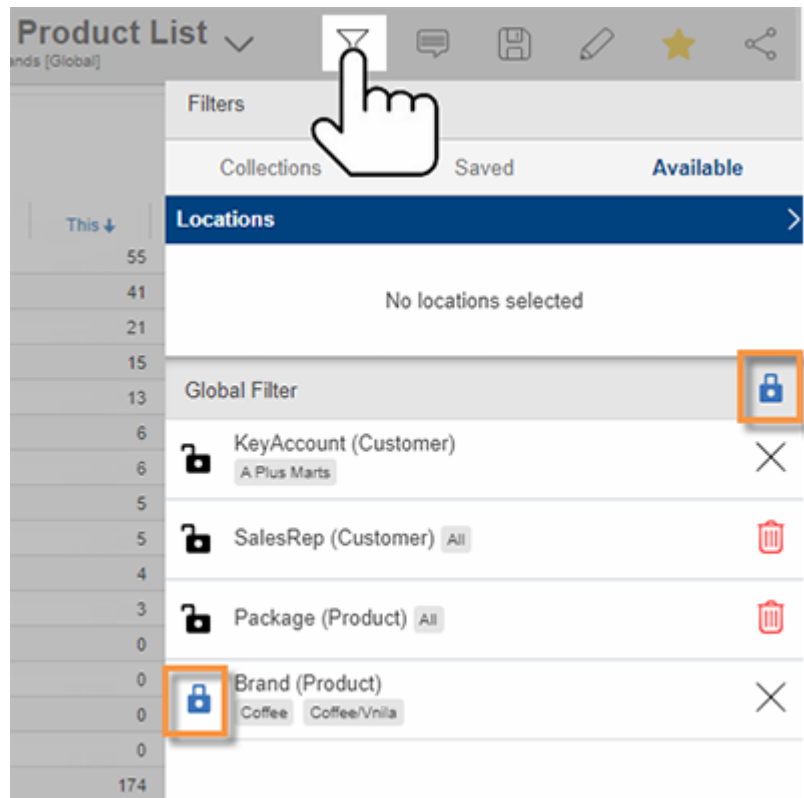 Product List
ands [Global]
Filters
Collections Saved Available
Locations
This
No locations selected
55
41
21
15
13
6
6
5
5
4
3
0
0
0
0
174
Global Filter
KeyAccount (Customer)
A Plus Marts
SalesRep (Customer) All
Package (Product) All
Brand (Product)
Coffee Coffee/Vnila